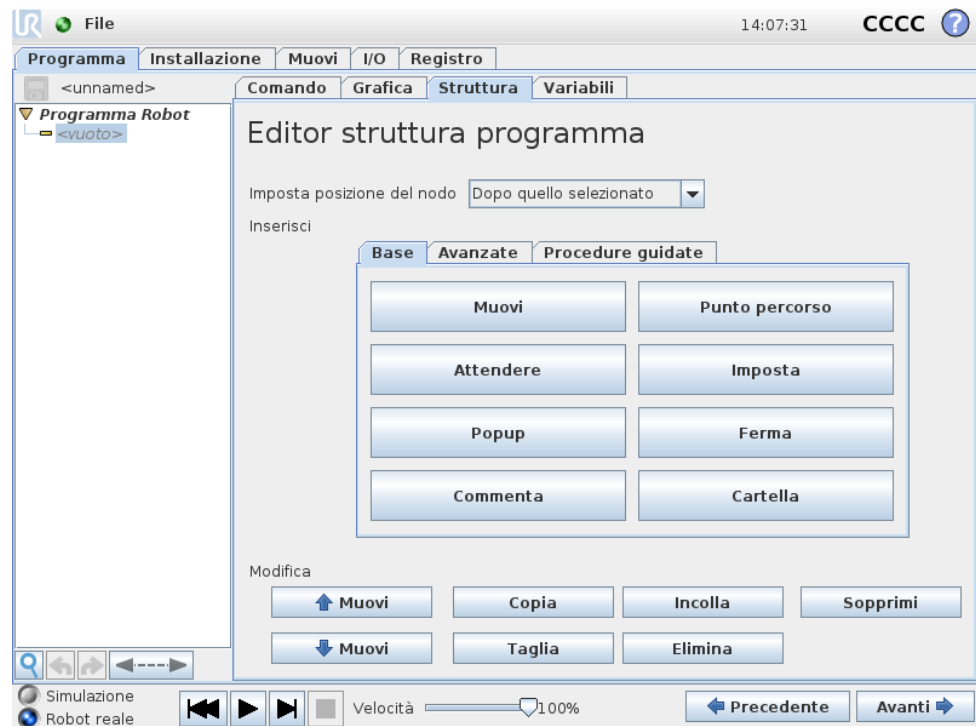 UR File 14:07:31 CCCC ?
Programma Installazione Muovi I/O Registro
<unnamed> Comando Grafica Struttura Variabili
Programma Robot
<vuoto>
Editor struttura programma
Imposta posizione del nodo Dopo quello selezionato
Inserisci
Base Avanzate Procedure guidate
Muovi Punto percorso
Attendere Imposta
Popup Ferma
Commenta Cartella
Modifica
Muovi Copia Incolla Sopprimi
Muovi Taglia Elimina
Simulazione
Robot reale
Velocità 100% Precedente Avanti